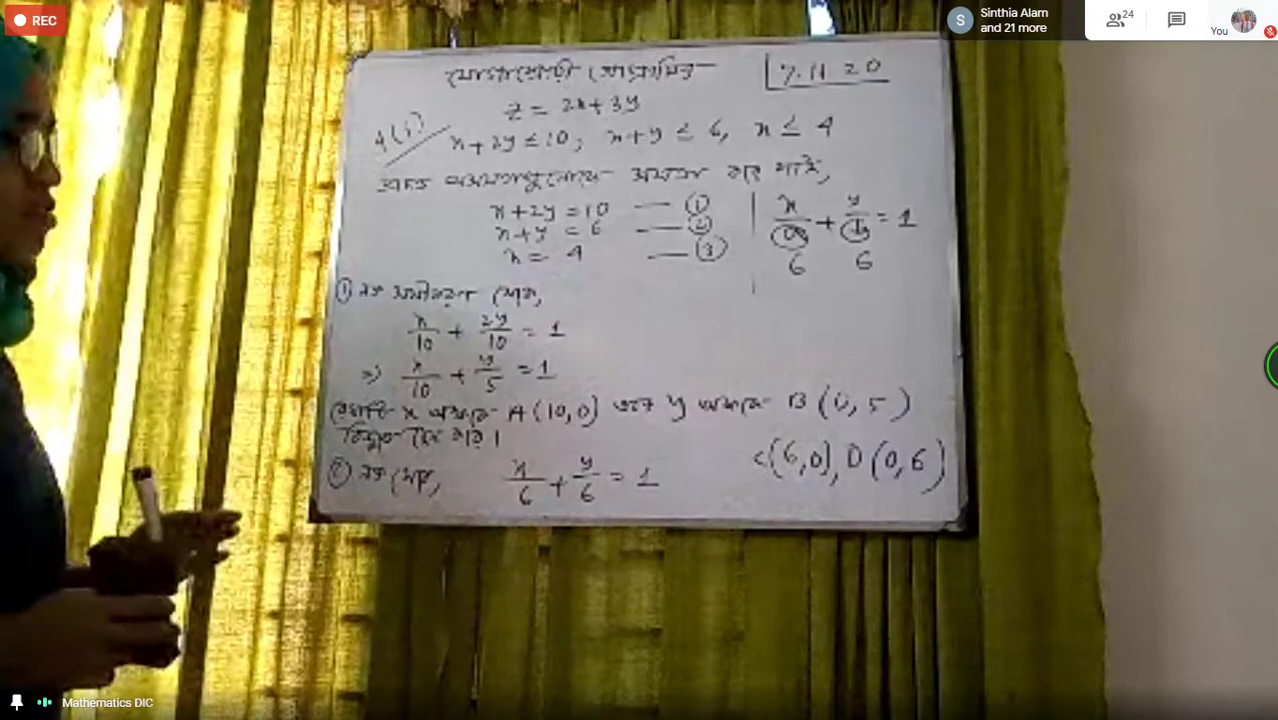 REC
Sinthia Alam
and 21 more
24
You
S
যোগাশ্রয়ী প্রোগ্রামিং
7.11.20
z = 2x+3y
4(i)
x+2y ≤ 10, x+y ≤ 6, x ≤ 4
প্রদত্ত
x+2y = 10 — ①
x+y = 6 — ②
x = 4 — ③
x/ + y/ = 1
6 6
① নং সমীকরণ
x/10 + 2y/10 = 1
⇒ x/10 + y/5 = 1
x অক্ষকে A(10,0) এবং y অক্ষকে B(0,5)
② নং x/6 + y/6 = 1
C(6,0), D(0,6)
Mathematics DIC